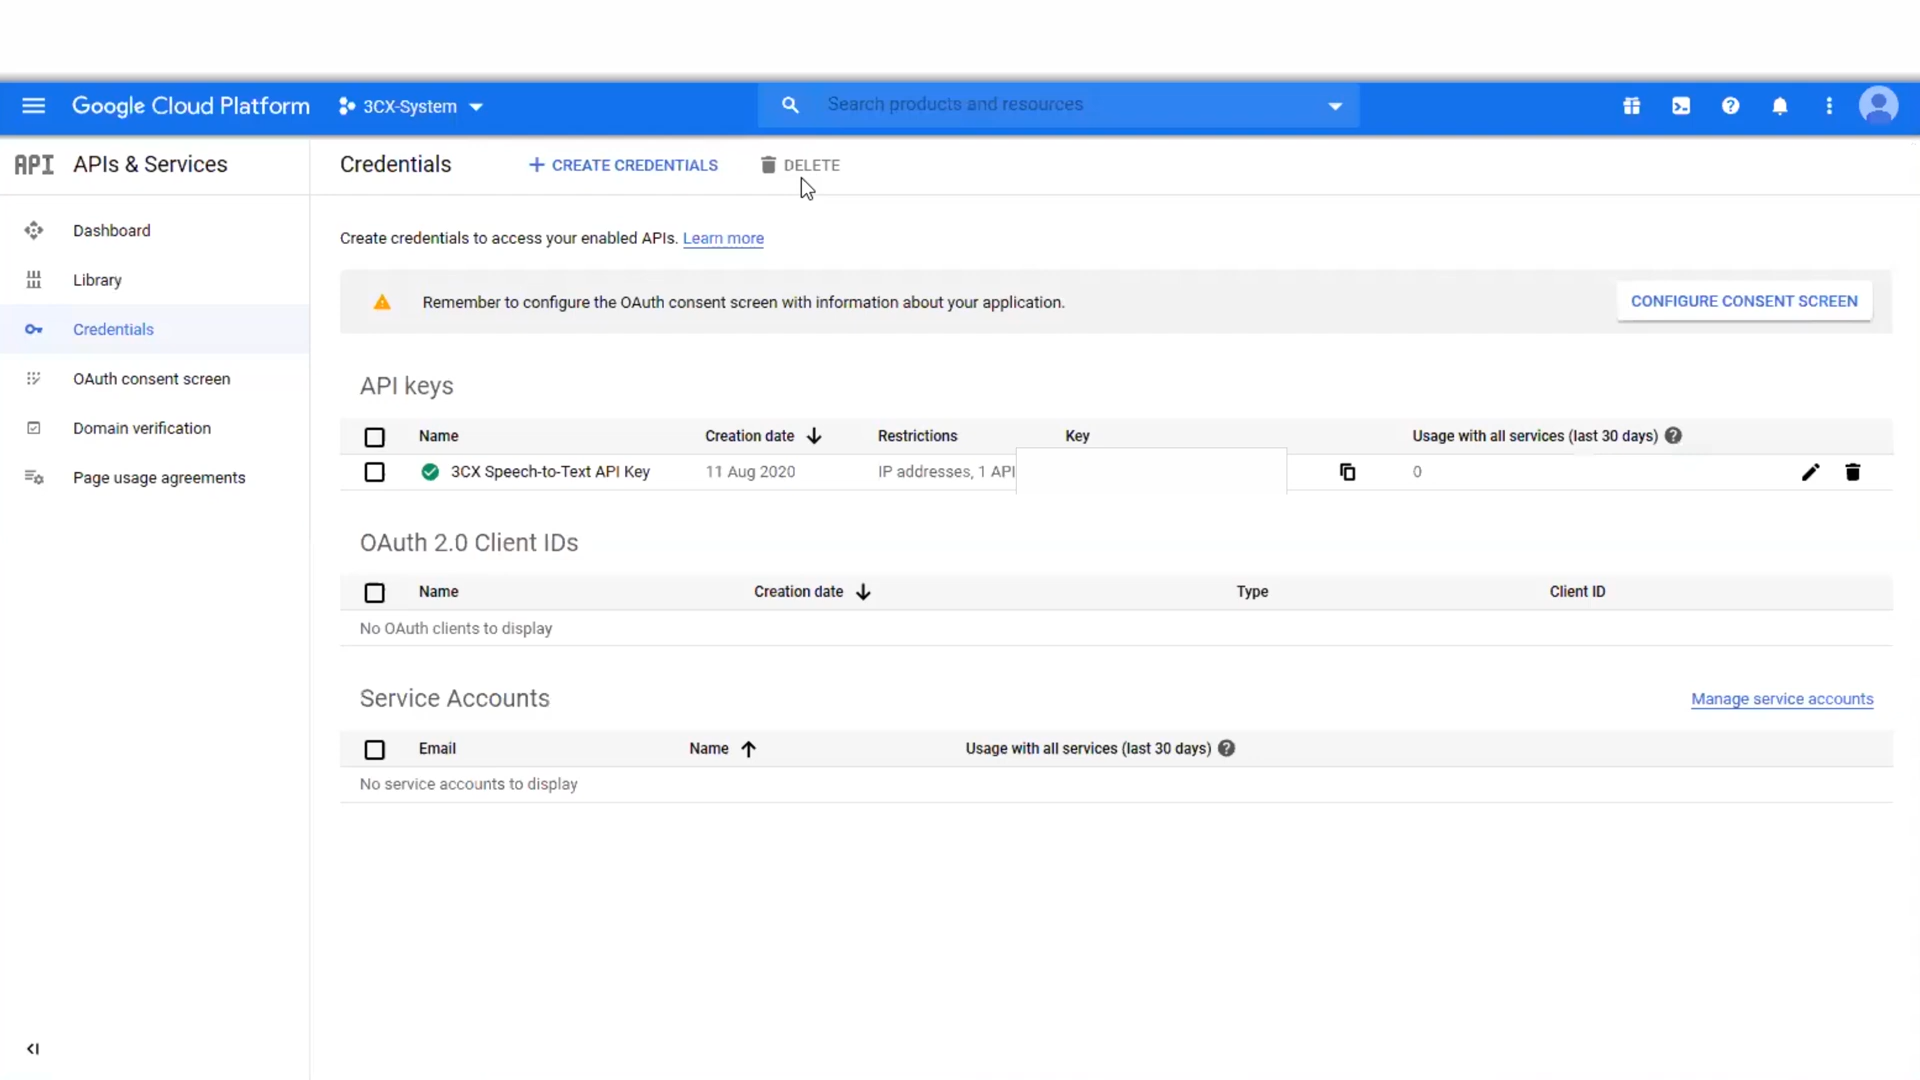 Google Cloud Platform
3CX-System
Search products and resources
API APIs & Services
Credentials
+ CREATE CREDENTIALS
DELETE
Dashboard
Library
Credentials
OAuth consent screen
Domain verification
Page usage agreements
Create credentials to access your enabled APIs. Learn more
Remember to configure the OAuth consent screen with information about your application.
CONFIGURE CONSENT SCREEN
API keys
Name Creation date Restrictions Key Usage with all services (last 30 days)
3CX Speech-to-Text API Key 11 Aug 2020 IP addresses, 1 API 0
OAuth 2.0 Client IDs
Name Creation date Type Client ID
No OAuth clients to display
Service Accounts
Manage service accounts
Email Name Usage with all services (last 30 days)
No service accounts to display